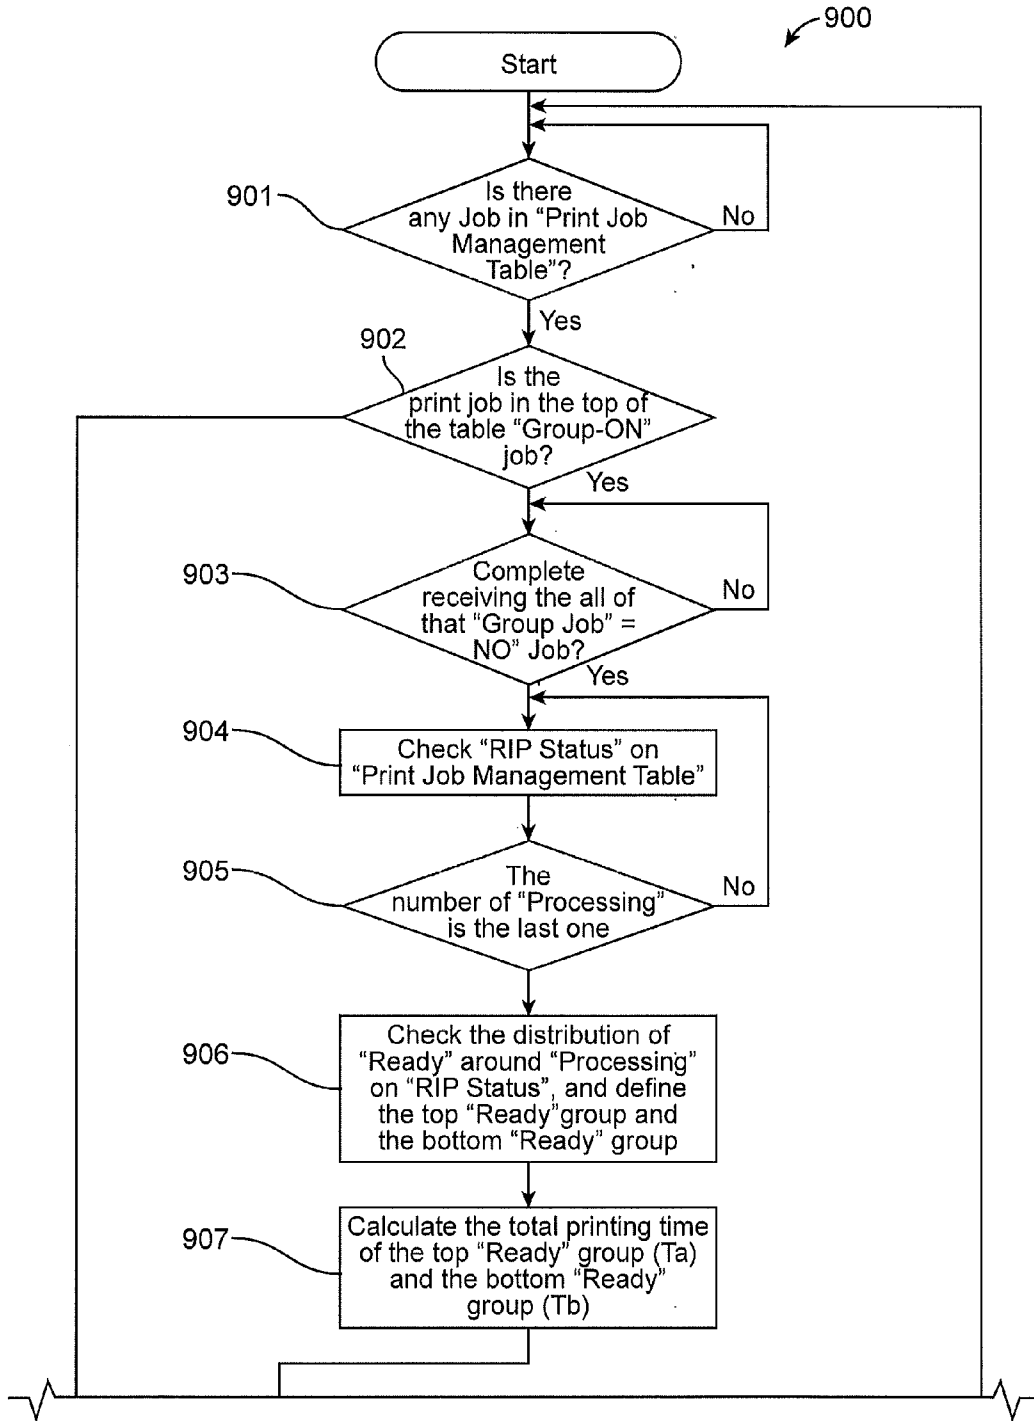 900
Start
901
Is there
any Job in “Print Job
Management
Table”?
No
Yes
902
Is the
print job in the top of
the table “Group-ON”
job?
Yes
903
Complete
receiving the all of
that “Group Job” =
NO” Job?
No
Yes
904
Check “RIP Status” on
“Print Job Management Table”
905
The
number of “Processing”
is the last one
No
906
Check the distribution of
“Ready” around “Processing”
on “RIP Status”, and define
the top “Ready”group and
the bottom “Ready” group
907
Calculate the total printing time
of the top “Ready” group (Ta)
and the bottom “Ready”
group (Tb)